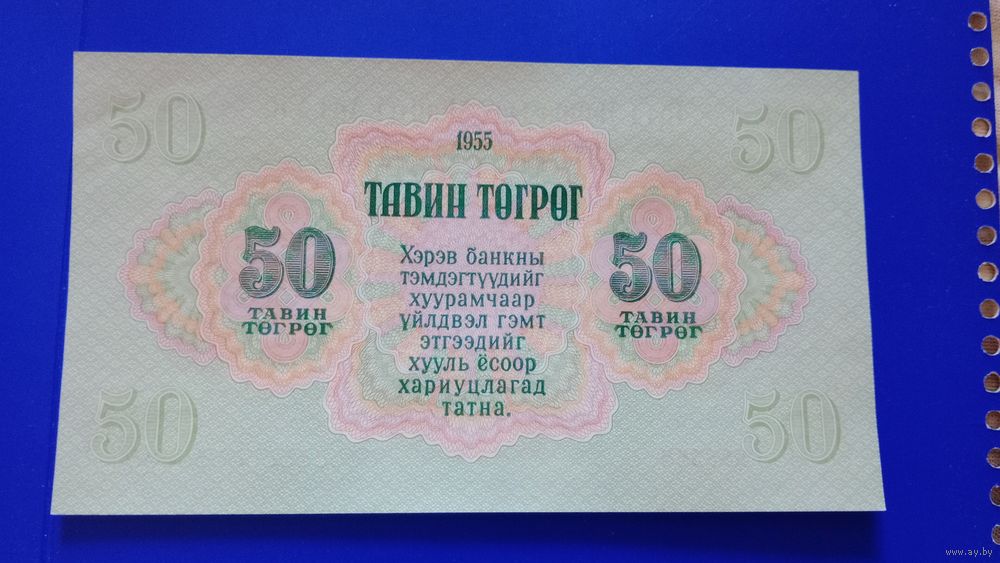 50
50
1955
ТАВИН ТӨГРӨГ
50
ТАВИН
ТӨГРӨГ
Хэрэв банкны
тэмдэгтүүдийг
хуурамчаар
үйлдвэл гэмт
этгээдийг
хууль ёсоор
хариуцлагад
татна.
50
ТАВИН
ТӨГРӨГ
50
50
www.ay.by